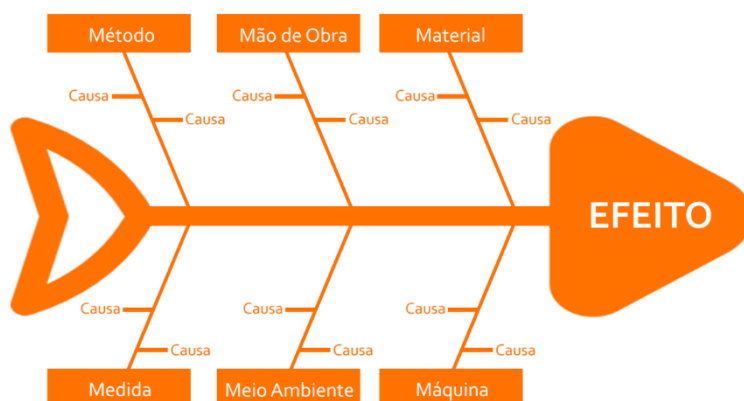 Método
Mão de Obra
Material
Causa
Causa
Causa
Causa
Causa
Causa
EFEITO
Causa
Causa
Causa
Causa
Causa
Causa
Medida
Meio Ambiente
Máquina